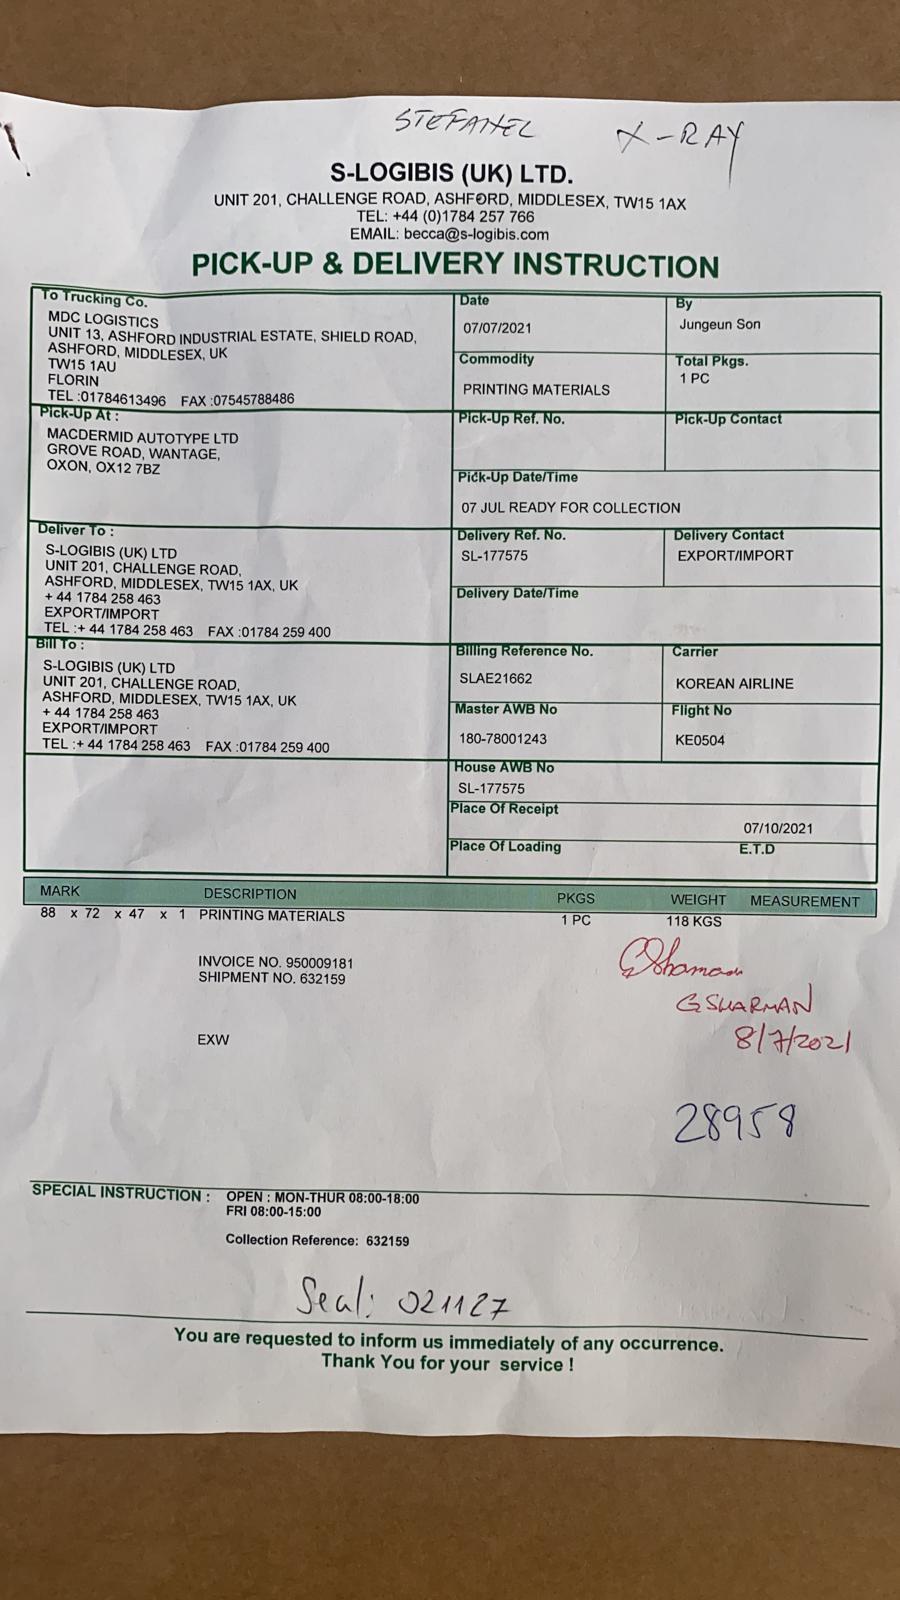 STEFANEL X-RAY
S-LOGIBIS (UK) LTD.
UNIT 201, CHALLENGE ROAD, ASHFORD, MIDDLESEX, TW15 1AX
TEL: +44 (0)1784 257 766
EMAIL: becca@s-logibis.com
PICK-UP & DELIVERY INSTRUCTION
To Trucking Co.
MDC LOGISTICS
UNIT 13, ASHFORD INDUSTRIAL ESTATE, SHIELD ROAD,
ASHFORD, MIDDLESEX, UK
TW15 1AU
FLORIN
TEL :01784613496 FAX :07545788486
Date
07/07/2021
By
Jungeun Son
Commodity
PRINTING MATERIALS
Total Pkgs.
1 PC
Pick-Up At :
MACDERMID AUTOTYPE LTD
GROVE ROAD, WANTAGE,
OXON, OX12 7BZ
Pick-Up Ref. No.
Pick-Up Contact
Pick-Up Date/Time
07 JUL READY FOR COLLECTION
Deliver To :
S-LOGIBIS (UK) LTD
UNIT 201, CHALLENGE ROAD,
ASHFORD, MIDDLESEX, TW15 1AX, UK
+ 44 1784 258 463
EXPORT/IMPORT
TEL :+ 44 1784 258 463 FAX :01784 259 400
Delivery Ref. No.
SL-177575
Delivery Contact
EXPORT/IMPORT
Delivery Date/Time
Bill To :
S-LOGIBIS (UK) LTD
UNIT 201, CHALLENGE ROAD,
ASHFORD, MIDDLESEX, TW15 1AX, UK
+ 44 1784 258 463
EXPORT/IMPORT
TEL :+ 44 1784 258 463 FAX :01784 259 400
Billing Reference No.
SLAE21662
Carrier
KOREAN AIRLINE
Master AWB No
180-78001243
Flight No
KE0504
House AWB No
SL-177575
Place Of Receipt
07/10/2021
Place Of Loading E.T.D
MARK DESCRIPTION PKGS WEIGHT MEASUREMENT
88 x 72 x 47 x 1 PRINTING MATERIALS 1 PC 118 KGS
INVOICE NO. 950009181
SHIPMENT NO. 632159
G SHARMAN
8/7/2021
EXW
28958
SPECIAL INSTRUCTION : OPEN : MON-THUR 08:00-18:00
FRI 08:00-15:00
Collection Reference: 632159
Seal: 021127
You are requested to inform us immediately of any occurrence.
Thank You for your service !